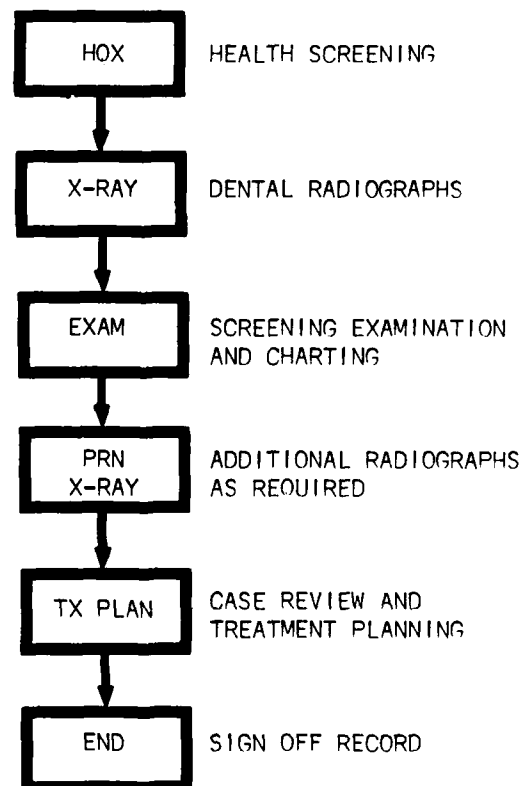 HOX HEALTH SCREENING
X-RAY DENTAL RADIOGRAPHS
EXAM SCREENING EXAMINATION
AND CHARTING
PRN ADDITIONAL RADIOGRAPHS
X-RAY AS REQUIRED
TX PLAN CASE REVIEW AND
TREATMENT PLANNING
END SIGN OFF RECORD